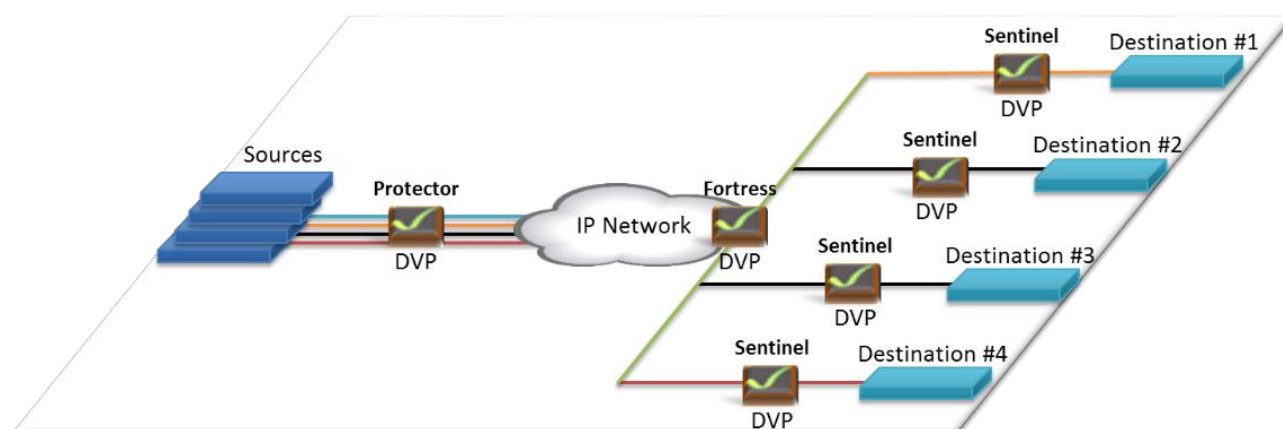 Sentinel
Destination #1
DVP
Sentinel
Destination #2
DVP
Sources
Protector
DVP
IP Network
Fortress
DVP
Sentinel
Destination #3
DVP
Sentinel
Destination #4
DVP